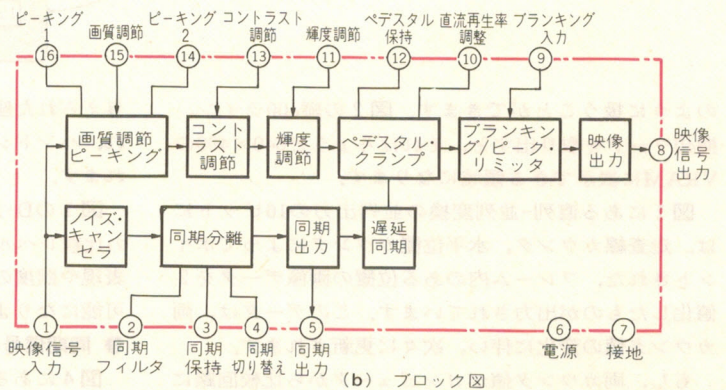 ピーキング
1
画質調節
ピーキング
2
コントラスト
調節
輝度調節
ペデスタル
保持
直流再生率
調整
ブランキング
入力
16
15
14
13
11
12
10
9
画質調節
ピーキング
コント
ラスト
調節
輝度
調節
ペデスタル・
クランプ
ブランキン
グ/ピーク・
リミッタ
映像
出力
8
映像
信号
出力
ノイズ・
キャン
セラ
同期分離
同期
出力
遅延
同期
1
2
3
4
5
6
7
映像信号
入力
同期
フィルタ
同期
保持
同期
切り替え
同期
出力
電源
接地
(b) ブロック図